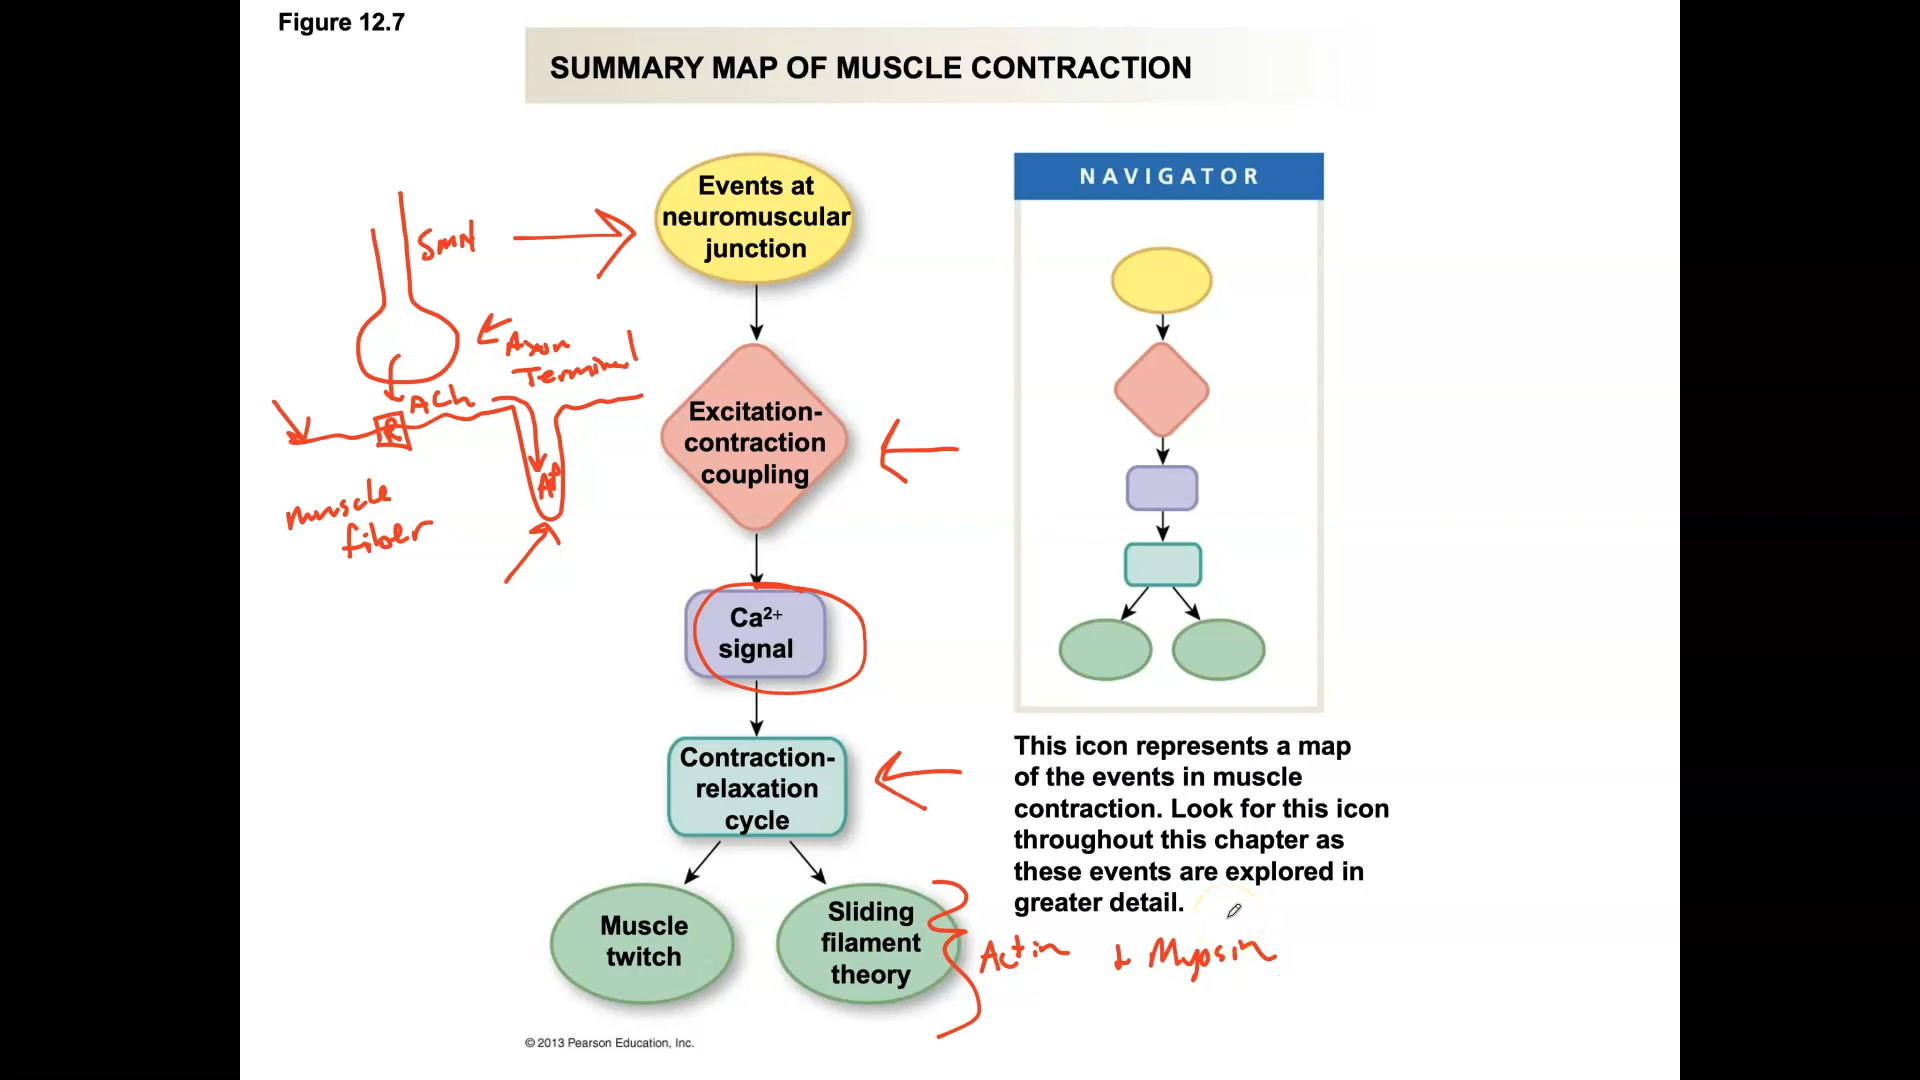 Figure 12.7
SUMMARY MAP OF MUSCLE CONTRACTION
Events at
neuromuscular
junction
SMN
Axon
Terminal
ACh
R
AP
muscle
fiber
Excitation-
contraction
coupling
Ca2+
signal
Contraction-
relaxation
cycle
Muscle
twitch
Sliding
filament
theory
Actin + Myosin
NAVIGATOR
This icon represents a map
of the events in muscle
contraction. Look for this icon
throughout this chapter as
these events are explored in
greater detail.
© 2013 Pearson Education, Inc.